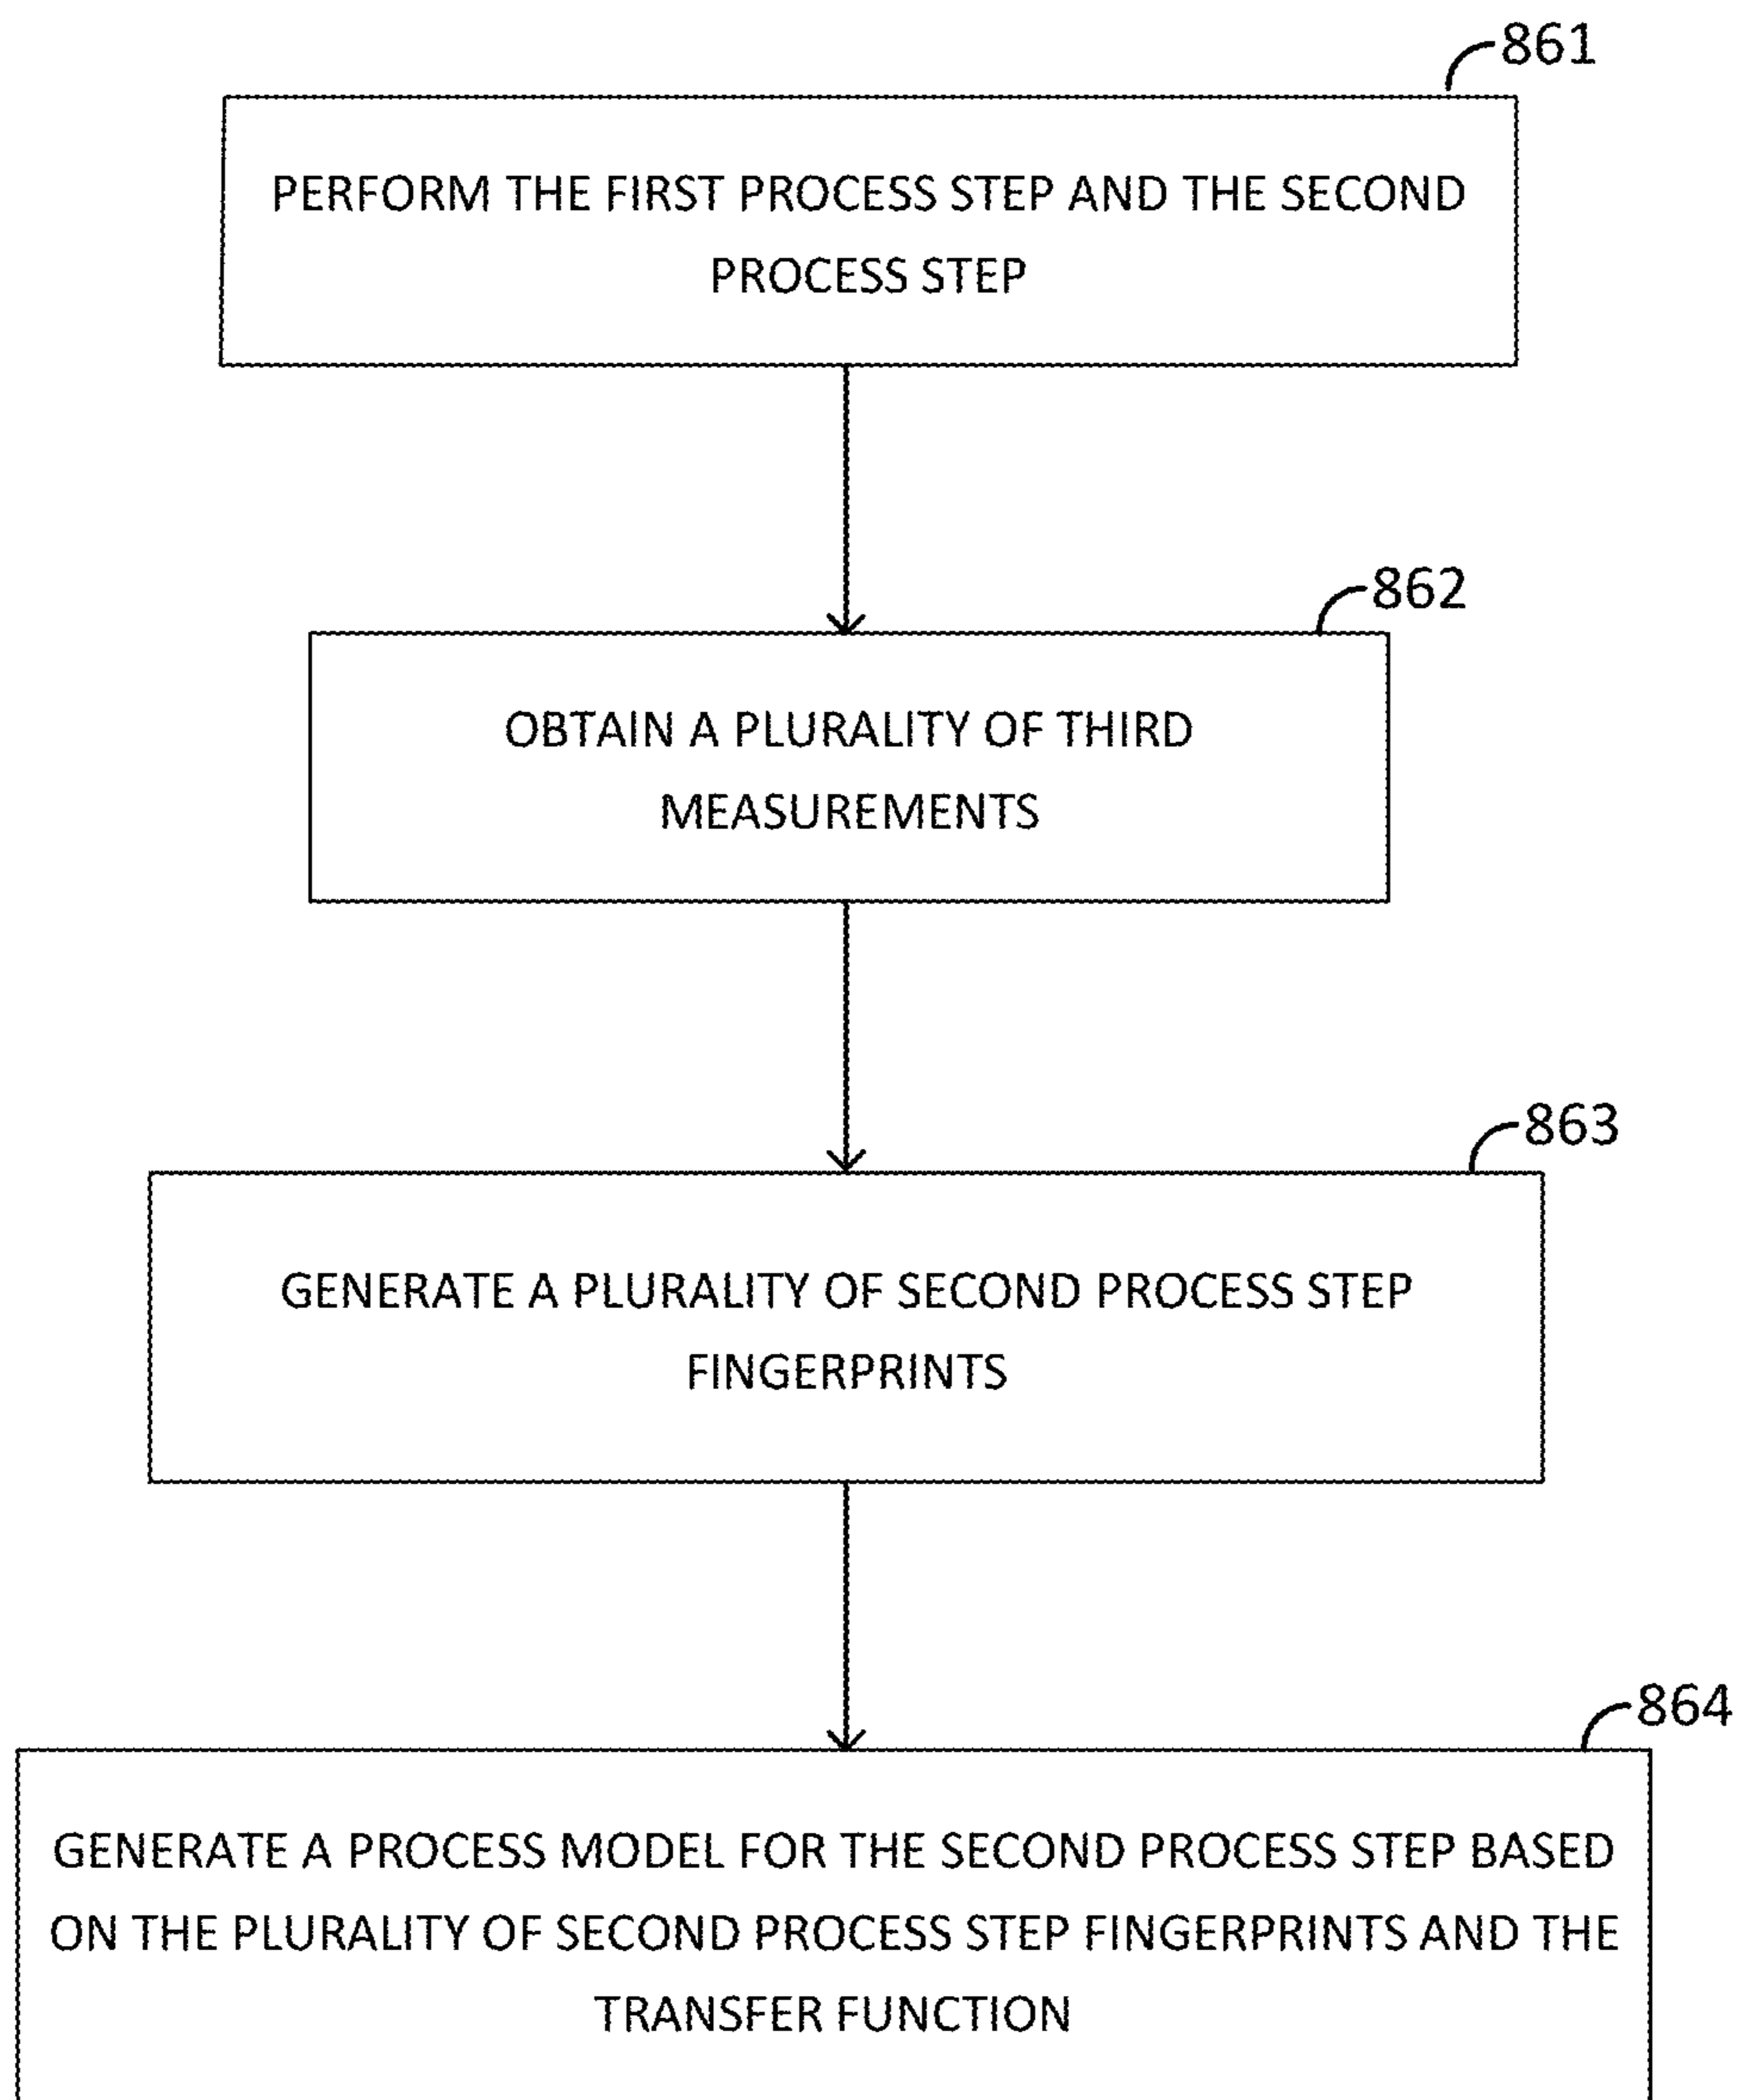 861
PERFORM THE FIRST PROCESS STEP AND THE SECOND
PROCESS STEP
862
OBTAIN A PLURALITY OF THIRD
MEASUREMENTS
863
GENERATE A PLURALITY OF SECOND PROCESS STEP
FINGERPRINTS
864
GENERATE A PROCESS MODEL FOR THE SECOND PROCESS STEP BASED
ON THE PLURALITY OF SECOND PROCESS STEP FINGERPRINTS AND THE
TRANSFER FUNCTION